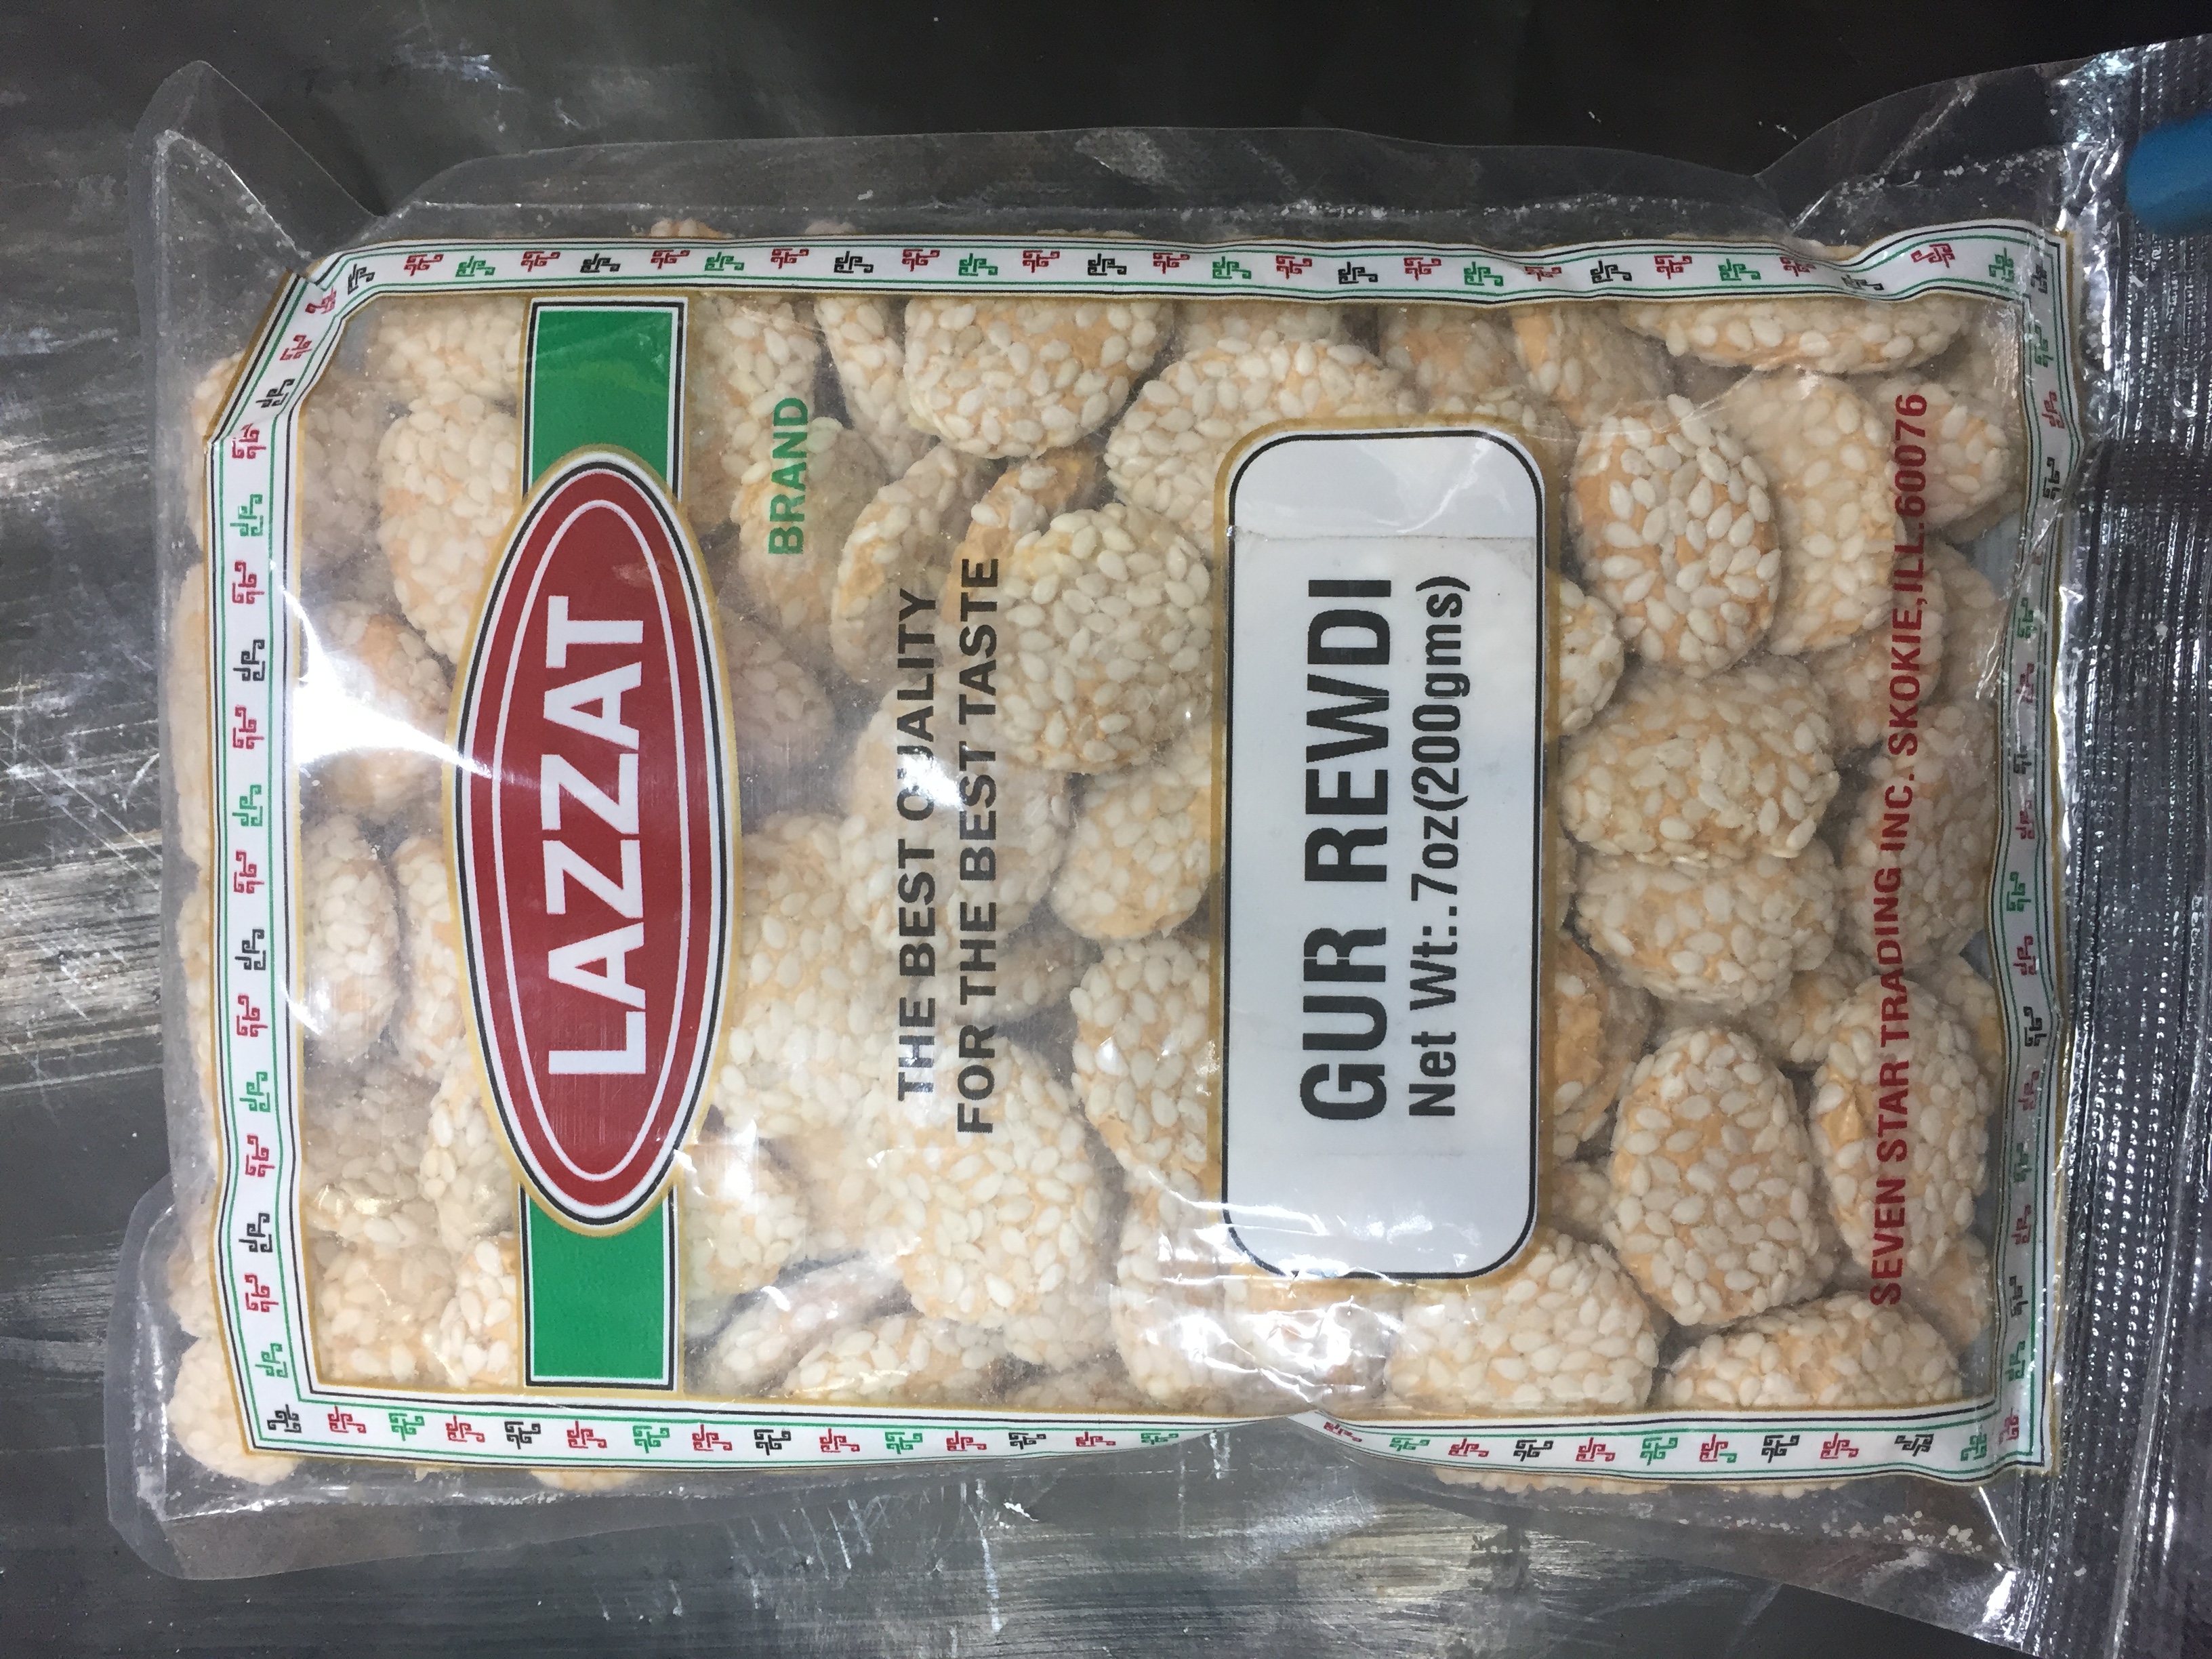 LAZZAT
BRAND
THE BEST QUALITY
FOR THE BEST TASTE
GUR REWDI
Net Wt:.7oz(200gms)
SEVEN STAR TRADING INC. SKOKIE,ILL.60076